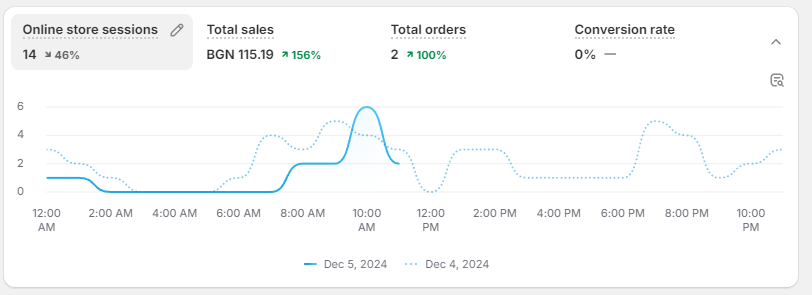 Online store sessions
14 46%
Total sales
BGN 115.19 156%
Total orders
2 100%
Conversion rate
0% —
6
4
2
0
12:00 AM
2:00 AM
4:00 AM
6:00 AM
8:00 AM
10:00 AM
12:00 PM
2:00 PM
4:00 PM
6:00 PM
8:00 PM
10:00 PM
Dec 5, 2024
Dec 4, 2024